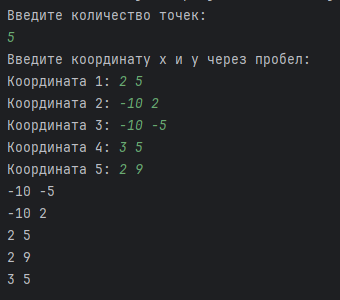 Введите количество точек:
5
Введите координату x и y через пробел:
Координата 1: 2 5
Координата 2: -10 2
Координата 3: -10 -5
Координата 4: 3 5
Координата 5: 2 9
-10 -5
-10 2
2 5
2 9
3 5